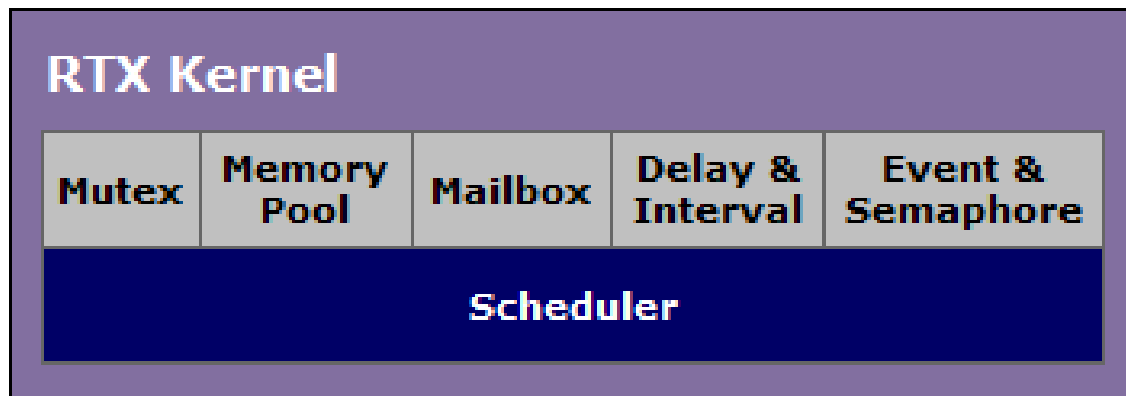 RTX Kernel
Mutex
Memory
Pool
Mailbox
Delay &
Interval
Event &
Semaphore
Scheduler